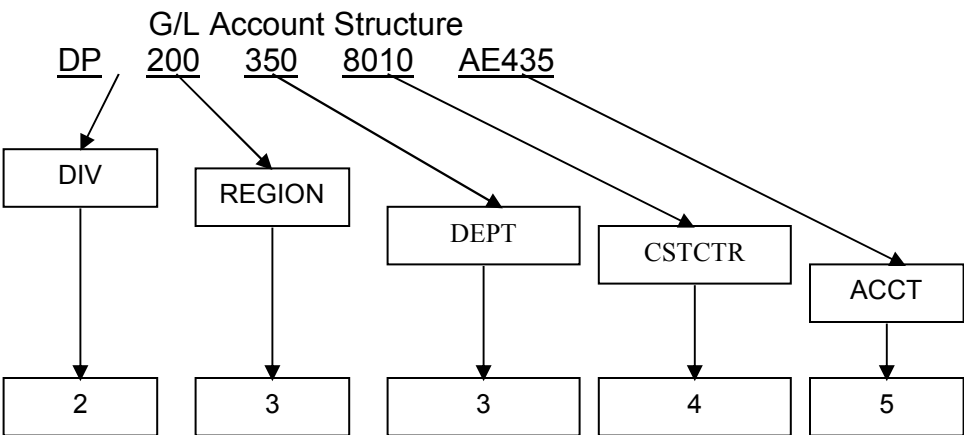 G/L Account Structure
DP 200 350 8010 AE435
DIV
REGION
DEPT
CSTCTR
ACCT
2 3 3 4 5